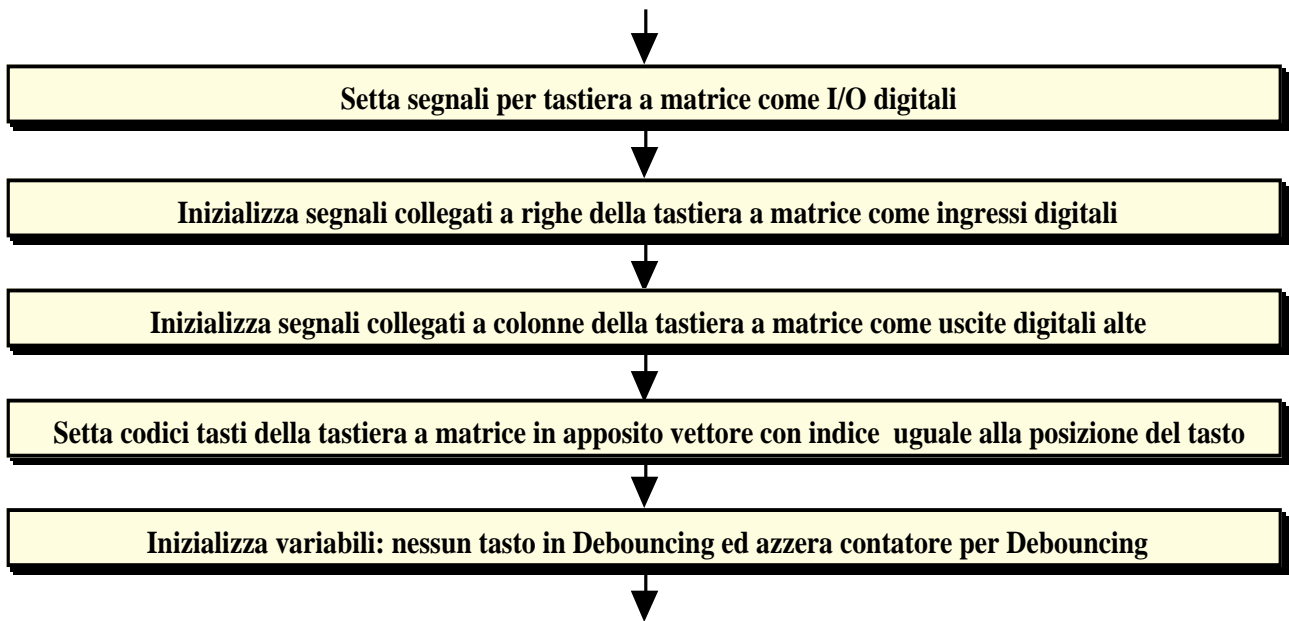 Setta segnali per tastiera a matrice come I/O digitali
Inizializza segnali collegati a righe della tastiera a matrice come ingressi digitali
Inizializza segnali collegati a colonne della tastiera a matrice come uscite digitali alte
Setta codici tasti della tastiera a matrice in apposito vettore con indice  uguale alla posizione del tasto
Inizializza variabili: nessun tasto in Debouncing ed azzera contatore per Debouncing